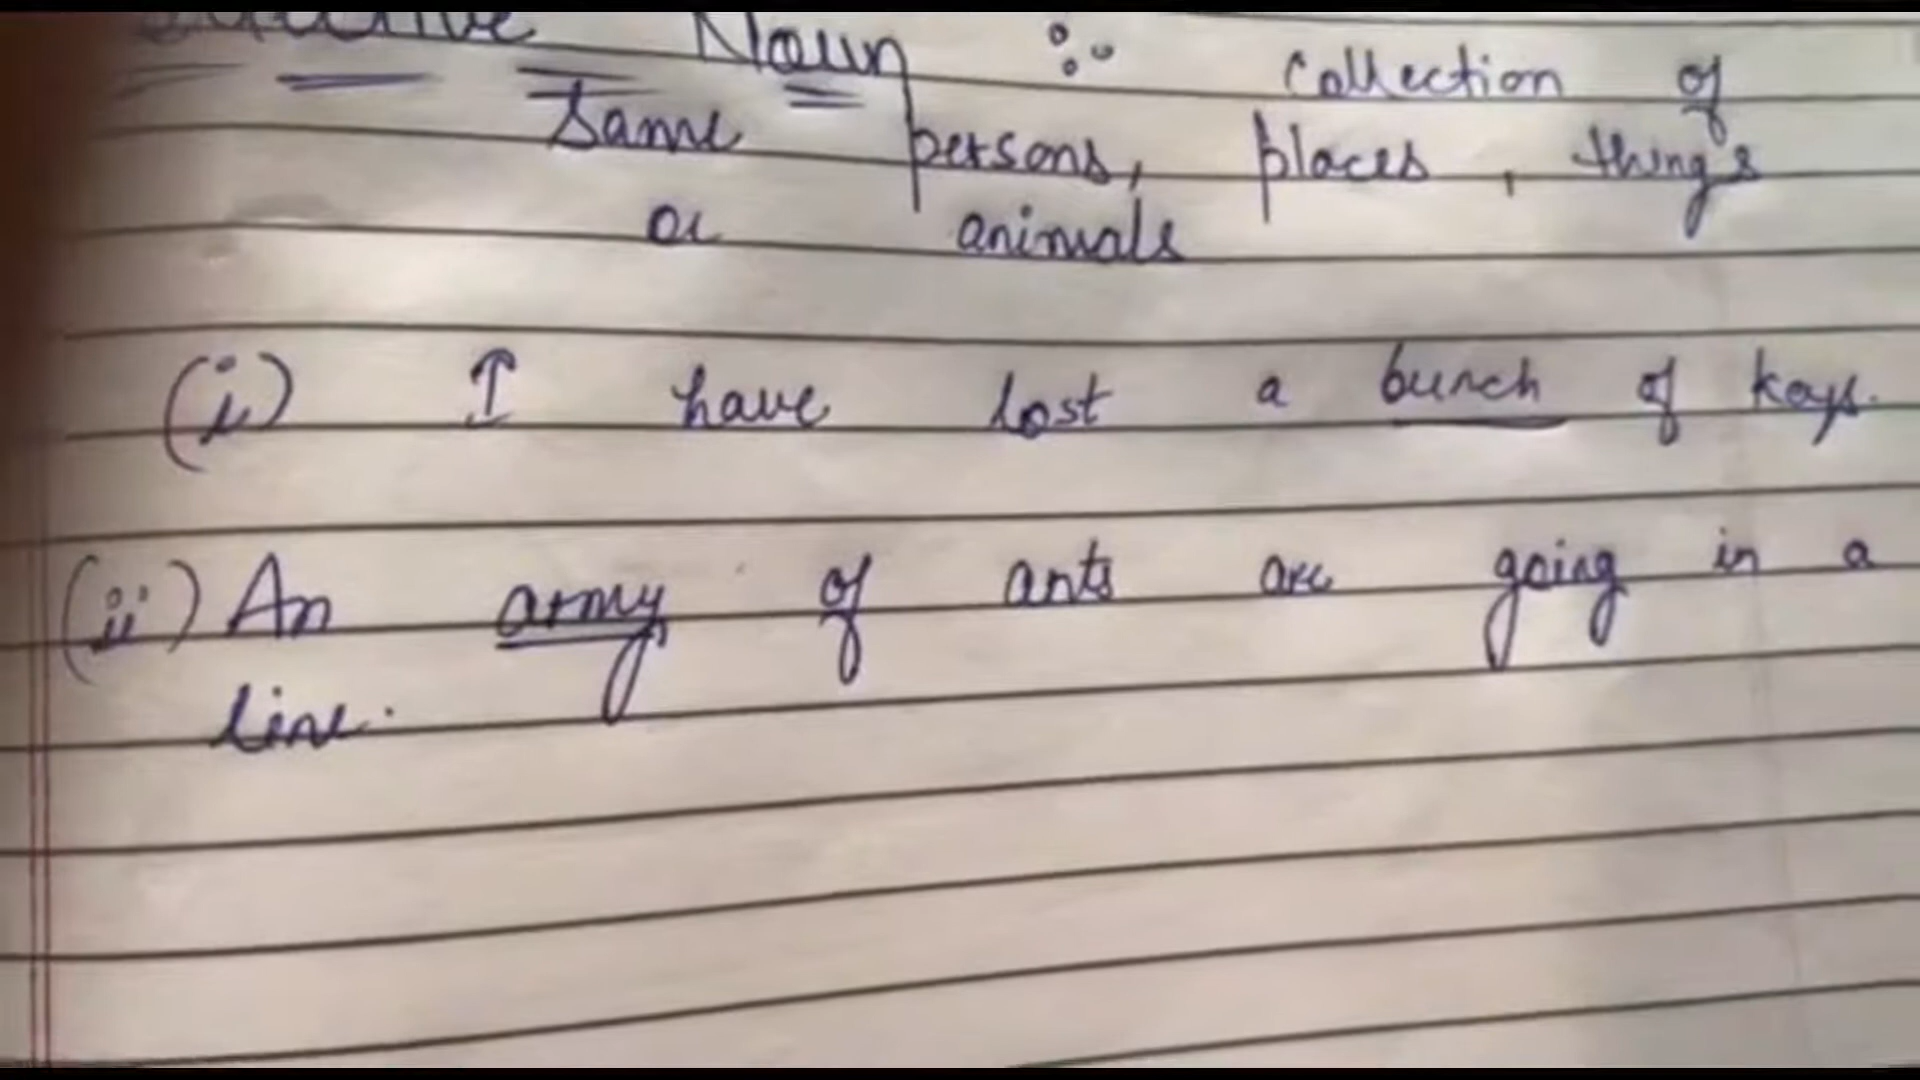 Noun :
Collection of
same persons, places, things
or animals
(i) I have lost a bunch of keys.
(ii) An army of ants are going in a
line.